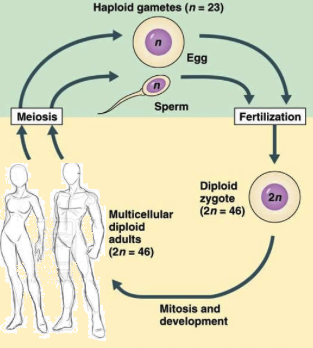 Haploid gametes (n = 23)
n
Egg
n
Sperm
Meiosis
Fertilization
Diploid
zygote
(2n = 46)
2n
Multicellular
diploid
adults
(2n = 46)
Mitosis and
development